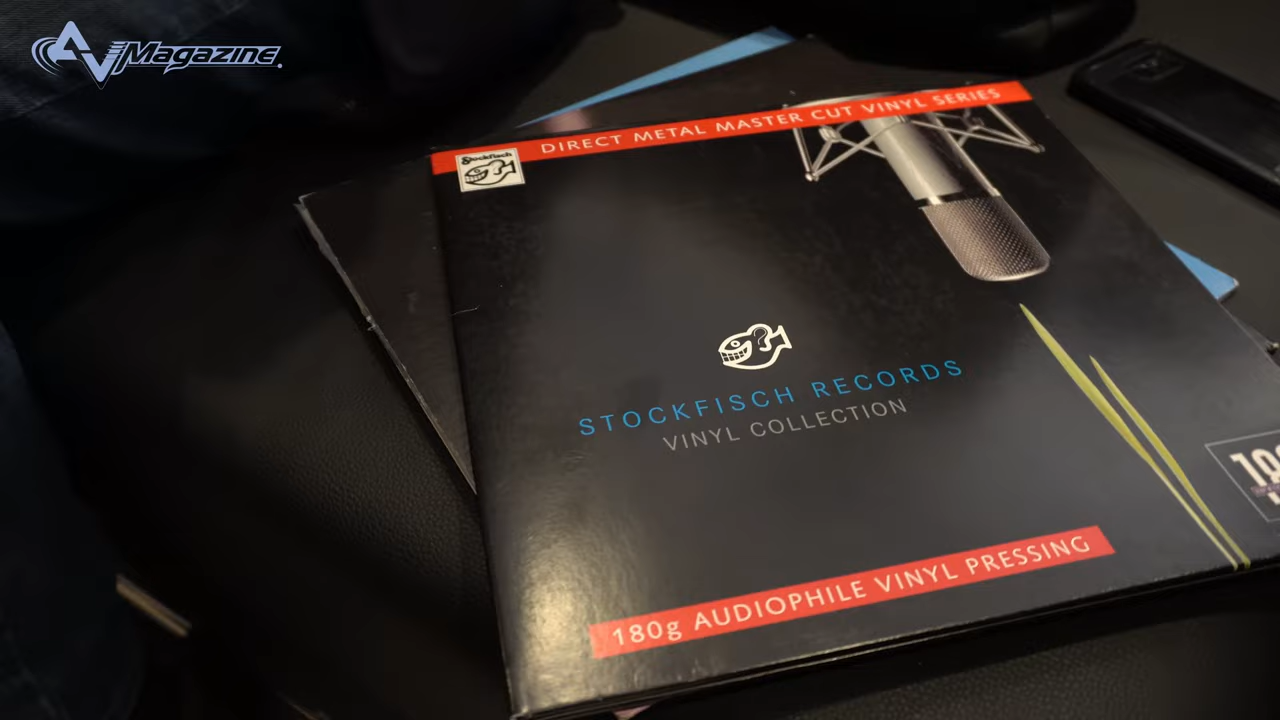 AV Magazine.
DIRECT METAL MASTER CUT VINYL SERIES
Stockfisch
STOCKFISCH RECORDS
VINYL COLLECTION
180g AUDIOPHILE VINYL PRESSING